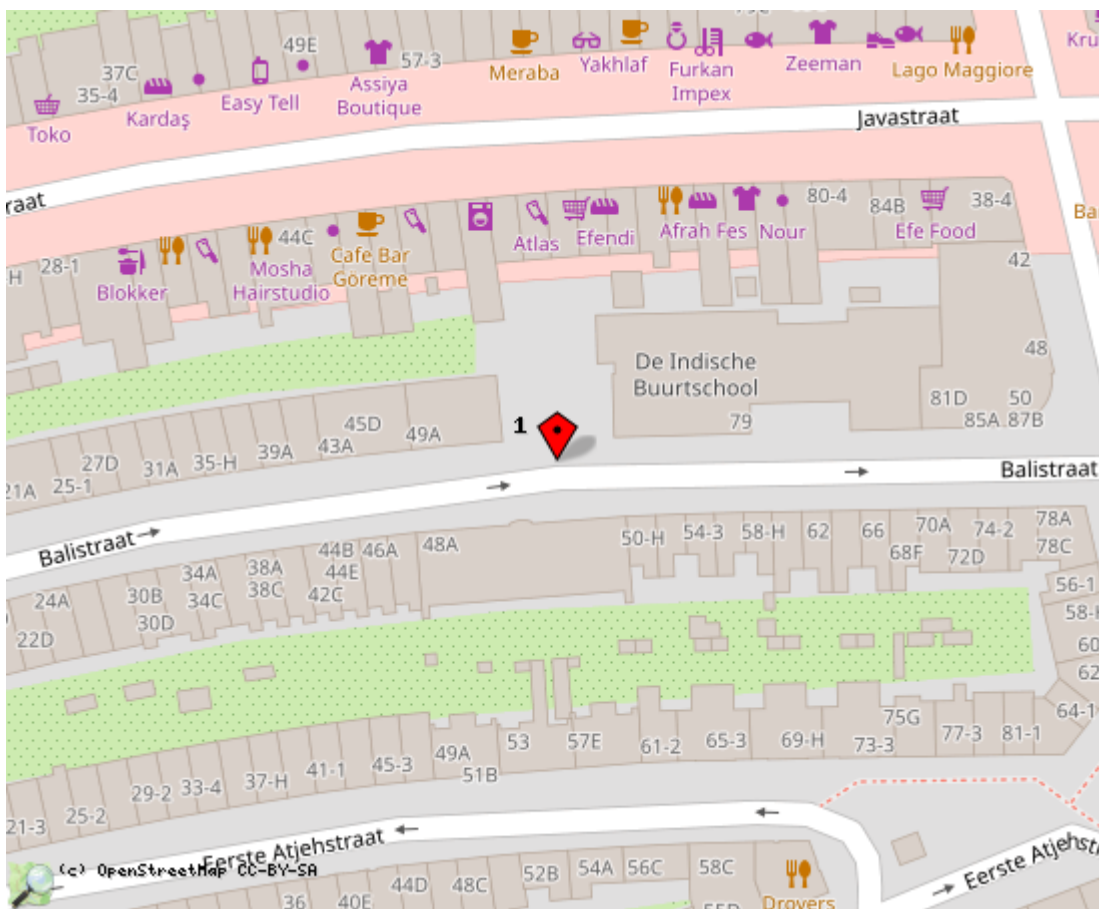 49E
37C
57-3
35-4
Meraba
Yakhlaf
Furkan
Impex
Zeeman
Lago Maggiore
Kru
Toko
Kardaş
Easy Tell
Assiya
Boutique
Javastraat
raat
H
28-1
44C
Blokker
Mosha
Hairstudio
Cafe Bar
Göreme
Atlas
Efendi
Afrah Fes
Nour
80-4
84B
Efe Food
38-4
Ba
42
48
De Indische
Buurtschool
79
81D
50
85A
87B
1
21A
25-1
27D
31A
35-H
39A
43A
45D
49A
Balistraat
Balistraat
22D
24A
30B
30D
34A
34C
38A
38C
44B
44E
42C
46A
48A
50-H
54-3
58-H
62
66
68F
70A
72D
74-2
78A
78C
56-1
58-H
60
62
64-1
21-3
25-2
29-2
33-4
37-H
41-1
45-3
49A
51B
53
57E
61-2
65-3
69-H
73-3
75G
77-3
81-1
Eerste Atjehstraat
Eerste Atjehstr
(c) OpenStreetMap CC-BY-SA
36
40E
44D
48C
52B
54A
56C
58C
Drovers